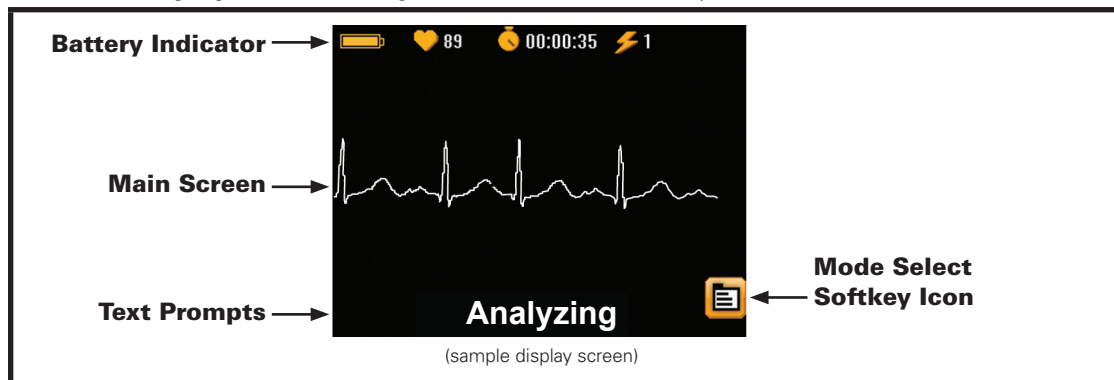 Battery Indicator
89 00:00:35 1
Main Screen
Mode Select
Softkey Icon
Text Prompts
Analyzing
(sample display screen)